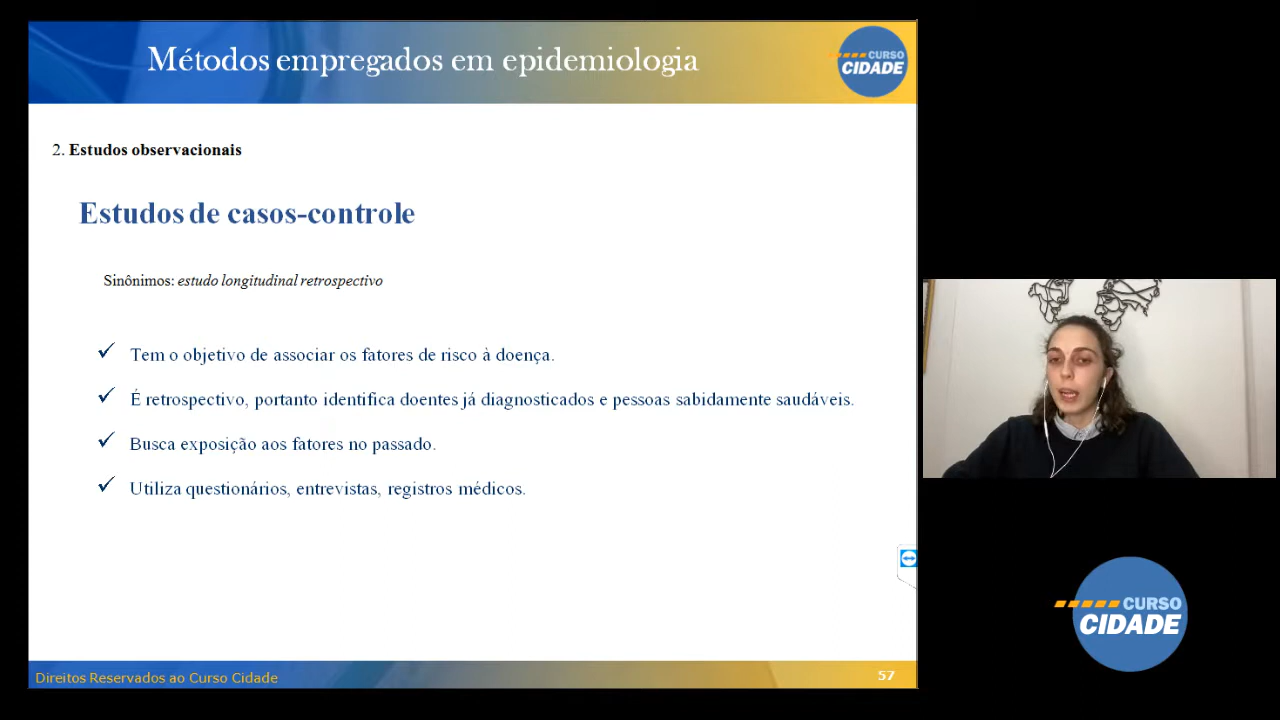 Métodos empregados em epidemiologia
CURSO
CIDADE
2. Estudos observacionais
Estudos de casos-controle
Sinônimos: estudo longitudinal retrospectivo
✓ Tem o objetivo de associar os fatores de risco à doença.
✓ É retrospectivo, portanto identifica doentes já diagnosticados e pessoas sabidamente saudáveis.
✓ Busca exposição aos fatores no passado.
✓ Utiliza questionários, entrevistas, registros médicos.
CURSO
CIDADE
Direitos Reservados ao Curso Cidade
57